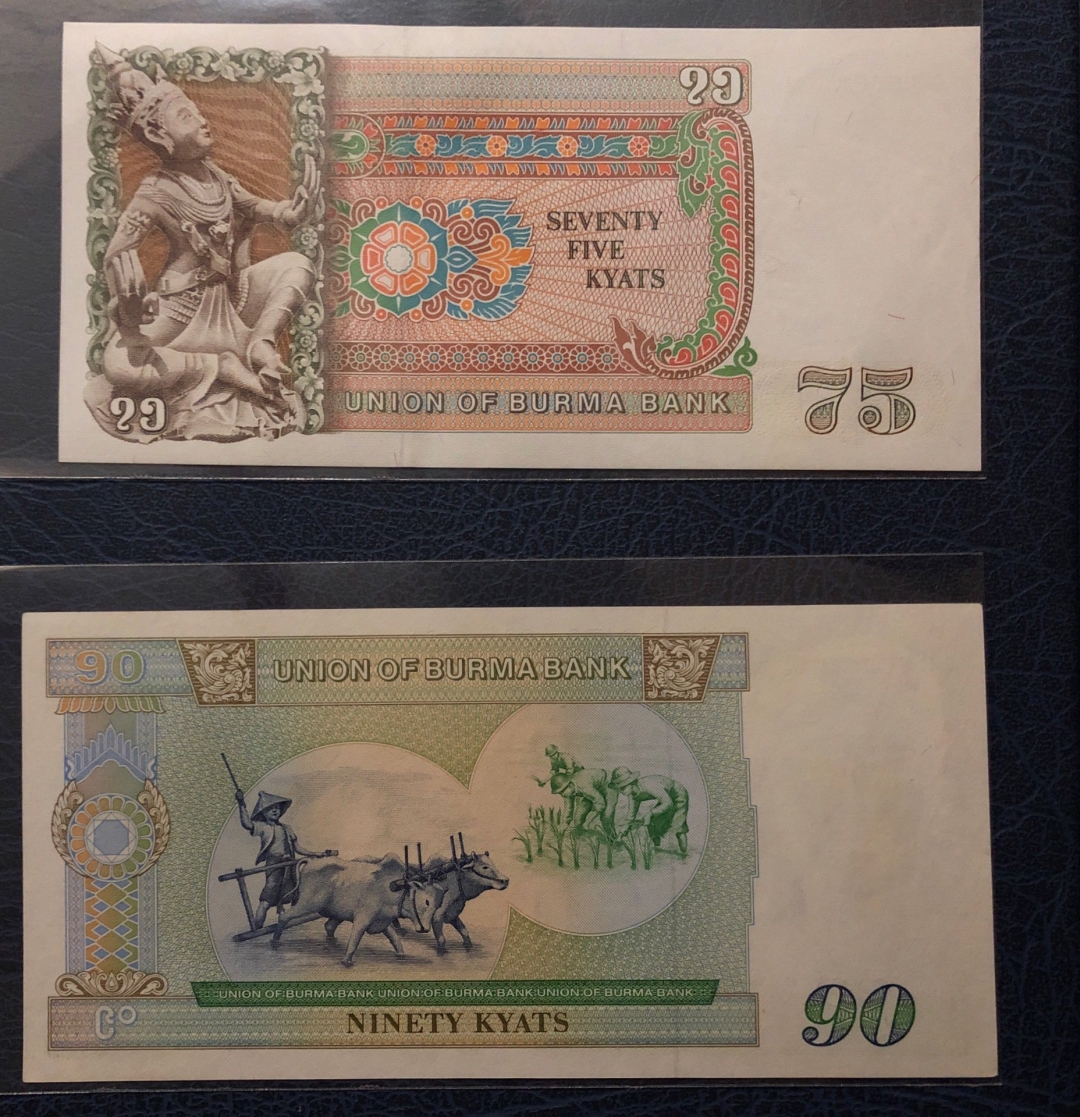 ၇၅
SEVENTY
FIVE
KYATS
၇၅
UNION OF BURMA BANK
75
90
UNION OF BURMA BANK
UNION OF BURMA BANK UNION OF BURMA BANK UNION OF BURMA BANK
၉၀
NINETY KYATS
90